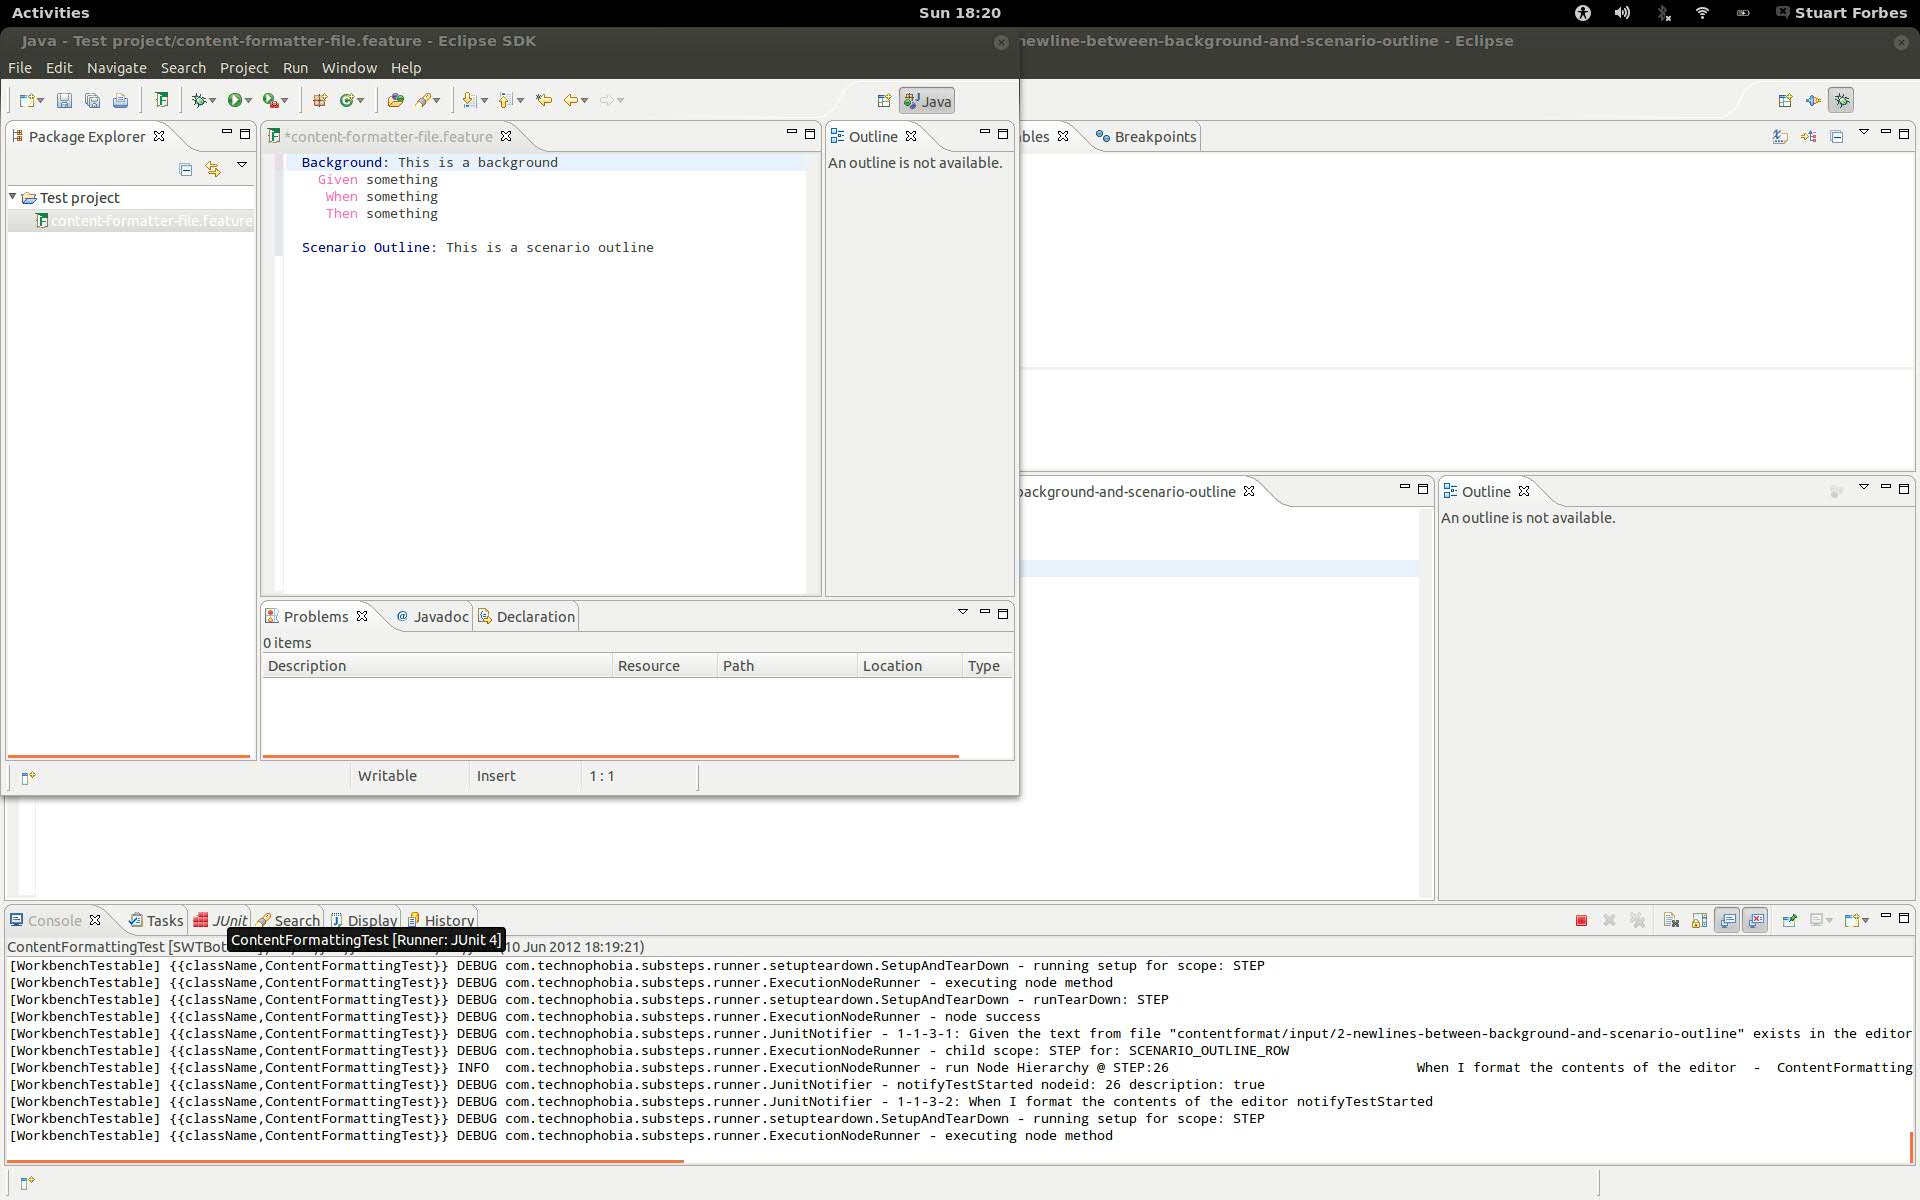 Activities
Sun 18:20
Stuart Forbes
Java - Test project/content-formatter-file.feature - Eclipse SDK
newline-between-background-and-scenario-outline - Eclipse
File Edit Navigate Search Project Run Window Help
Java
Package Explorer
*content-formatter-file.feature
Outline
Breakpoints
An outline is not available.
Test project
content-formatter-file.feature
Background: This is a background
Given something
When something
Then something
Scenario Outline: This is a scenario outline
background-and-scenario-outline
Outline
An outline is not available.
Problems
@ Javadoc
Declaration
0 items
Description Resource Path Location Type
Writable Insert 1 : 1
Console
Tasks
JUnit
Search
Display
History
ContentFormattingTest [Runner: JUnit 4]
ContentFormattingTest [SWTBot
(10 Jun 2012 18:19:21)
[WorkbenchTestable] {{className,ContentFormattingTest}} DEBUG com.technophobia.substeps.runner.setupteardown.SetupAndTearDown - running setup for scope: STEP
[WorkbenchTestable] {{className,ContentFormattingTest}} DEBUG com.technophobia.substeps.runner.ExecutionNodeRunner - executing node method
[WorkbenchTestable] {{className,ContentFormattingTest}} DEBUG com.technophobia.substeps.runner.setupteardown.SetupAndTearDown - runTearDown: STEP
[WorkbenchTestable] {{className,ContentFormattingTest}} DEBUG com.technophobia.substeps.runner.ExecutionNodeRunner - node success
[WorkbenchTestable] {{className,ContentFormattingTest}} DEBUG com.technophobia.substeps.runner.JunitNotifier - 1-1-3-1: Given the text from file "contentformat/input/2-newlines-between-background-and-scenario-outline" exists in the editor
[WorkbenchTestable] {{className,ContentFormattingTest}} DEBUG com.technophobia.substeps.runner.ExecutionNodeRunner - child scope: STEP for: SCENARIO_OUTLINE_ROW
[WorkbenchTestable] {{className,ContentFormattingTest}} INFO com.technophobia.substeps.runner.ExecutionNodeRunner - run Node Hierarchy @ STEP:26 When I format the contents of the editor - ContentFormatting
[WorkbenchTestable] {{className,ContentFormattingTest}} DEBUG com.technophobia.substeps.runner.JunitNotifier - notifyTestStarted nodeid: 26 description: true
[WorkbenchTestable] {{className,ContentFormattingTest}} DEBUG com.technophobia.substeps.runner.JunitNotifier - 1-1-3-2: When I format the contents of the editor notifyTestStarted
[WorkbenchTestable] {{className,ContentFormattingTest}} DEBUG com.technophobia.substeps.runner.setupteardown.SetupAndTearDown - running setup for scope: STEP
[WorkbenchTestable] {{className,ContentFormattingTest}} DEBUG com.technophobia.substeps.runner.ExecutionNodeRunner - executing node method